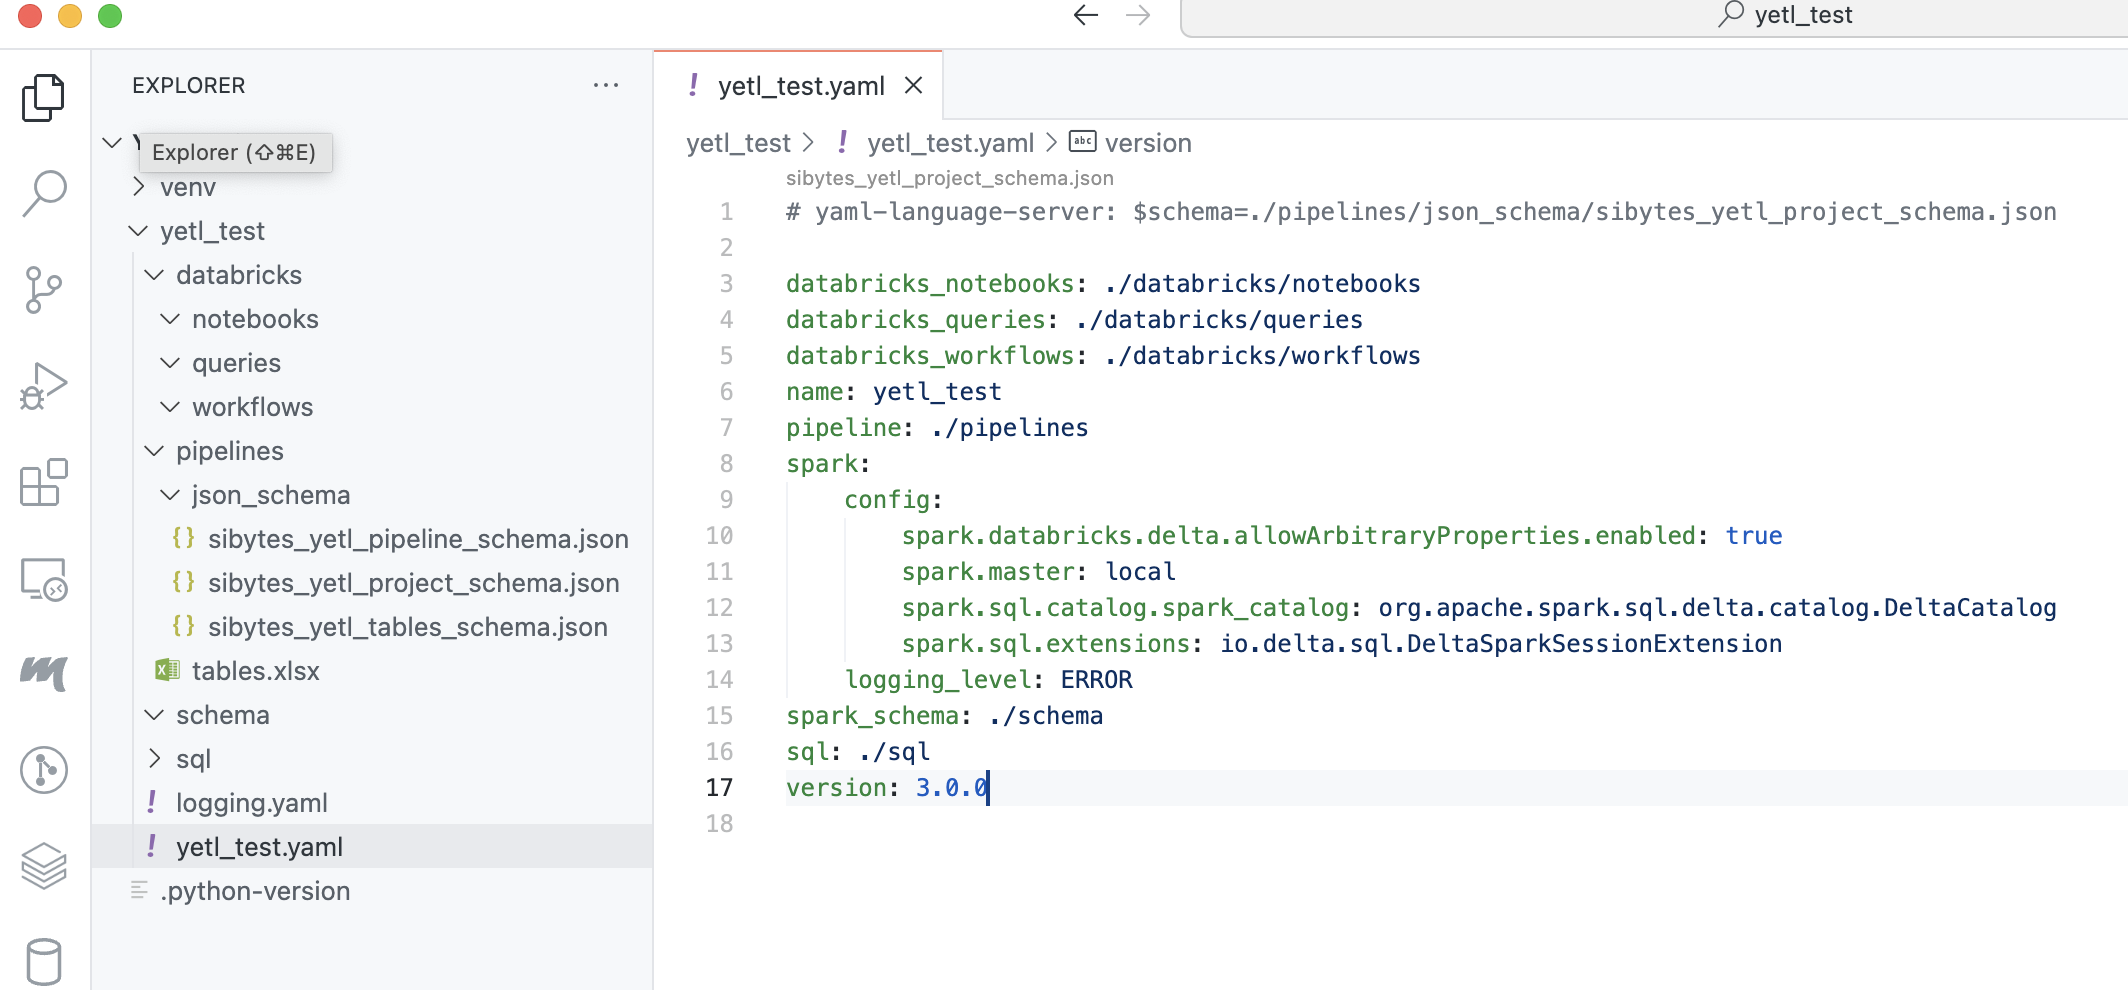 yetl_test
EXPLORER
Explorer (⇧⌘E)
venv
yetl_test
databricks
notebooks
queries
workflows
pipelines
json_schema
{} sibytes_yetl_pipeline_schema.json
{} sibytes_yetl_project_schema.json
{} sibytes_yetl_tables_schema.json
tables.xlsx
schema
sql
! logging.yaml
! yetl_test.yaml
.python-version
! yetl_test.yaml
yetl_test > ! yetl_test.yaml > abc version
sibytes_yetl_project_schema.json
1 # yaml-language-server: $schema=./pipelines/json_schema/sibytes_yetl_project_schema.json
2
3 databricks_notebooks: ./databricks/notebooks
4 databricks_queries: ./databricks/queries
5 databricks_workflows: ./databricks/workflows
6 name: yetl_test
7 pipeline: ./pipelines
8 spark:
9 config:
10 spark.databricks.delta.allowArbitraryProperties.enabled: true
11 spark.master: local
12 spark.sql.catalog.spark_catalog: org.apache.spark.sql.delta.catalog.DeltaCatalog
13 spark.sql.extensions: io.delta.sql.DeltaSparkSessionExtension
14 logging_level: ERROR
15 spark_schema: ./schema
16 sql: ./sql
17 version: 3.0.0
18